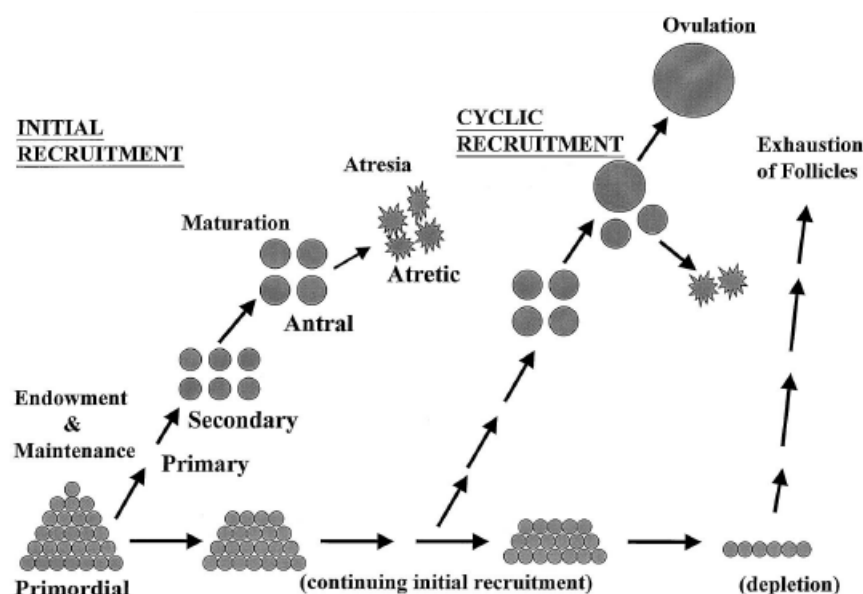 Ovulation
INITIAL
RECRUITMENT
CYCLIC
RECRUITMENT
Exhaustion
of Follicles
Atresia
Maturation
Atretic
Antral
Endowment
&
Maintenance
Secondary
Primary
Primordial
(continuing initial recruitment)
(depletion)